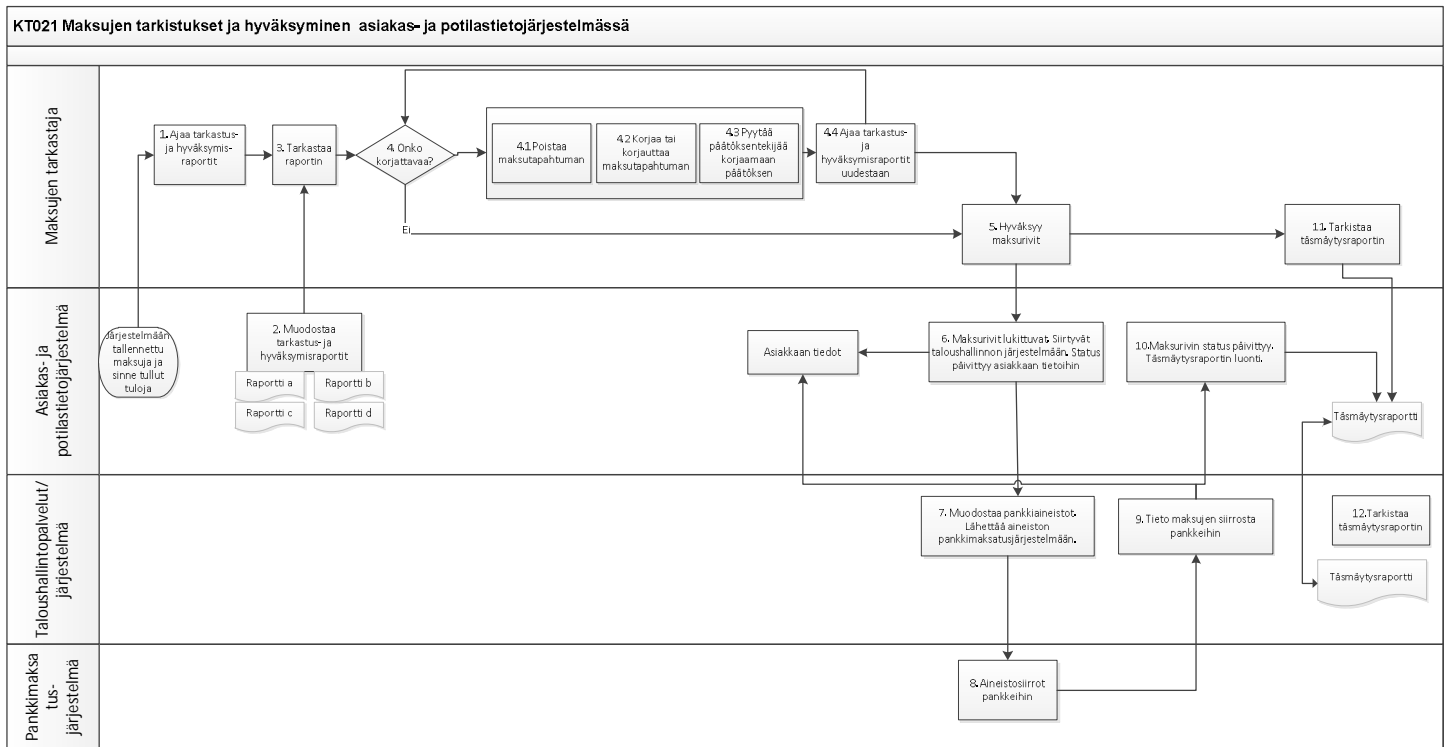 KT021 Maksujen tarkistukset ja hyväksyminen asiakas- ja potilastietojärjestelmässä
Maksujen tarkastaja
1. Ajaa tarkastus-
ja hyväksymis-
raportit
3. Tarkastaa
raportin
4. Onko
korjattavaa?
4.1 Poistaa
maksutapahtuman
4.2 Korjaa tai
korjauttaa
maksutapahtuman
4.3 Pyytää
päätöksentekijää
korjaamaan
päätöksen
4.4 Ajaa tarkastus-
ja
hyväksymisraportit
uudestaan
Ei
5. Hyväksyy
maksurivit
11. Tarkistaa
täsmäytysraportin
Asiakas- ja
potilastietojärjestelmä
Järjestelmään
tallennettu
maksuja ja
sinne tullut
tuloja
2. Muodostaa
tarkastus- ja
hyväksymisraportit
Raportti a
Raportti b
Raportti c
Raportti d
Asiakkaan tiedot
6. Maksurivit lukittuvat. Siirtyvät
taloushallinnon järjestelmään. Status
päivittyy asiakkaan tietoihin
10.Maksurivin status päivittyy.
Täsmäytysraportin luonti.
Täsmäytysraportti
Taloushallintopalvelut/
järjestelmä
7. Muodostaa pankkiaineistot.
Lähettää aineiston
pankkimaksatusjärjestelmään.
9. Tieto maksujen siirrosta
pankkeihin
12.Tarkistaa
täsmäytysraportin
Täsmäytysraportti
Pankkimaksa
tus-
järjestelmä
8. Aineistosiirrot
pankkeihin